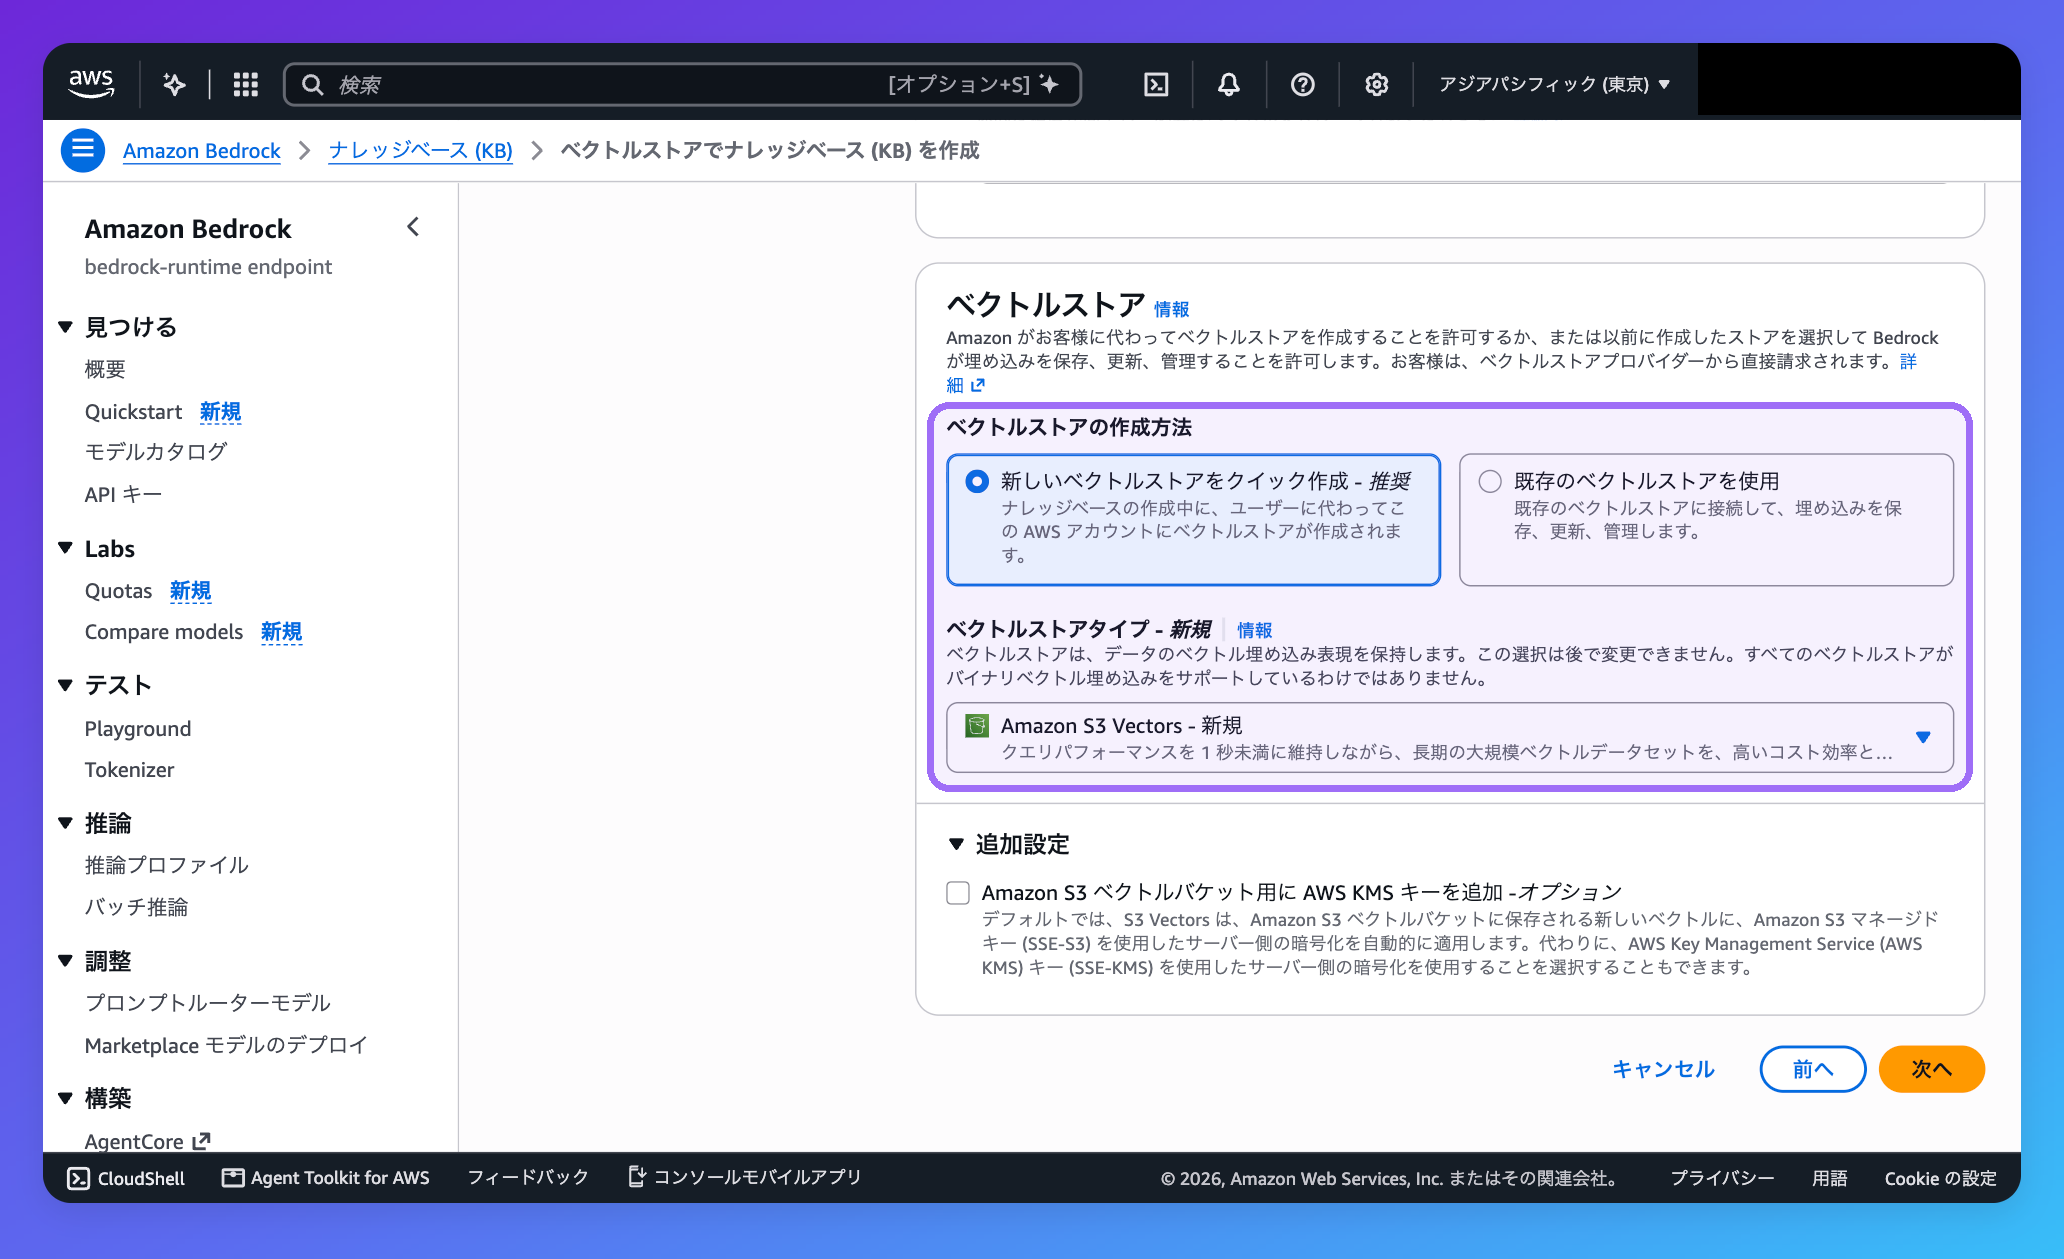 aws
検索
[オプション+S]
アジアパシフィック (東京) ▼
Amazon Bedrock
ナレッジベース (KB)
ベクトルストアでナレッジベース (KB) を作成
Amazon Bedrock
bedrock-runtime endpoint
見つける
概要
Quickstart 新規
モデルカタログ
API キー
Labs
Quotas 新規
Compare models 新規
テスト
Playground
Tokenizer
推論
推論プロファイル
バッチ推論
調整
プロンプトルーターモデル
Marketplace モデルのデプロイ
構築
AgentCore
ベクトルストア 情報
Amazon がお客様に代わってベクトルストアを作成することを許可するか、または以前に作成したストアを選択して Bedrock
が埋め込みを保存、更新、管理することを許可します。お客様は、ベクトルストアプロバイダーから直接請求されます。詳
細
ベクトルストアの作成方法
新しいベクトルストアをクイック作成 - 推奨
ナレッジベースの作成中に、ユーザーに代わってこ
の AWS アカウントにベクトルストアが作成されま
す。
既存のベクトルストアを使用
既存のベクトルストアに接続して、埋め込みを保
存、更新、管理します。
ベクトルストアタイプ - 新規 情報
ベクトルストアは、データのベクトル埋め込み表現を保持します。この選択は後で変更できません。すべてのベクトルストアが
バイナリベクトル埋め込みをサポートしているわけではありません。
Amazon S3 Vectors - 新規
クエリパフォーマンスを 1 秒未満に維持しながら、長期の大規模ベクトルデータセットを、高いコスト効率と...
追加設定
Amazon S3 ベクトルバケット用に AWS KMS キーを追加 -オプション
デフォルトでは、S3 Vectors は、Amazon S3 ベクトルバケットに保存される新しいベクトルに、Amazon S3 マネージド
キー (SSE-S3) を使用したサーバー側の暗号化を自動的に適用します。代わりに、AWS Key Management Service (AWS
KMS) キー (SSE-KMS) を使用したサーバー側の暗号化を使用することを選択することもできます。
キャンセル
前へ
次へ
CloudShell
Agent Toolkit for AWS
フィードバック
コンソールモバイルアプリ
© 2026, Amazon Web Services, Inc. またはその関連会社。
プライバシー
用語
Cookie の設定